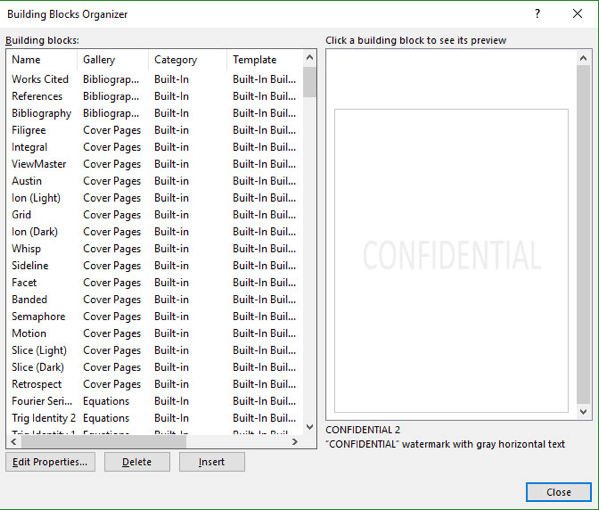 Building Blocks Organizer ? ×
Building blocks:
Click a building block to see its preview
Name Gallery Category Template
Works Cited Bibliograp... Built-In Built-In Buil...
References Bibliograp... Built-In Built-In Buil...
Bibliography Bibliograp... Built-In Built-In Buil...
Filigree Cover Pages Built-in Built-In Buil...
Integral Cover Pages Built-in Built-In Buil...
ViewMaster Cover Pages Built-in Built-In Buil...
Austin Cover Pages Built-in Built-In Buil...
Ion (Light) Cover Pages Built-in Built-In Buil...
Grid Cover Pages Built-in Built-In Buil...
Ion (Dark) Cover Pages Built-in Built-In Buil...
Whisp Cover Pages Built-in Built-In Buil...
Sideline Cover Pages Built-in Built-In Buil...
Facet Cover Pages Built-in Built-In Buil...
Banded Cover Pages Built-in Built-In Buil...
Semaphore Cover Pages Built-in Built-In Buil...
Motion Cover Pages Built-in Built-In Buil...
Slice (Light) Cover Pages Built-in Built-In Buil...
Slice (Dark) Cover Pages Built-in Built-In Buil...
Retrospect Cover Pages Built-in Built-In Buil...
Fourier Seri... Equations Built-In Built-In Buil...
Trig Identity 2 Equations Built-In Built-In Buil...
Trig Identity 1 Equations Built-In Built-In Buil...
CONFIDENTIAL
CONFIDENTIAL 2
"CONFIDENTIAL" watermark with gray horizontal text
Edit Properties... Delete Insert
Close